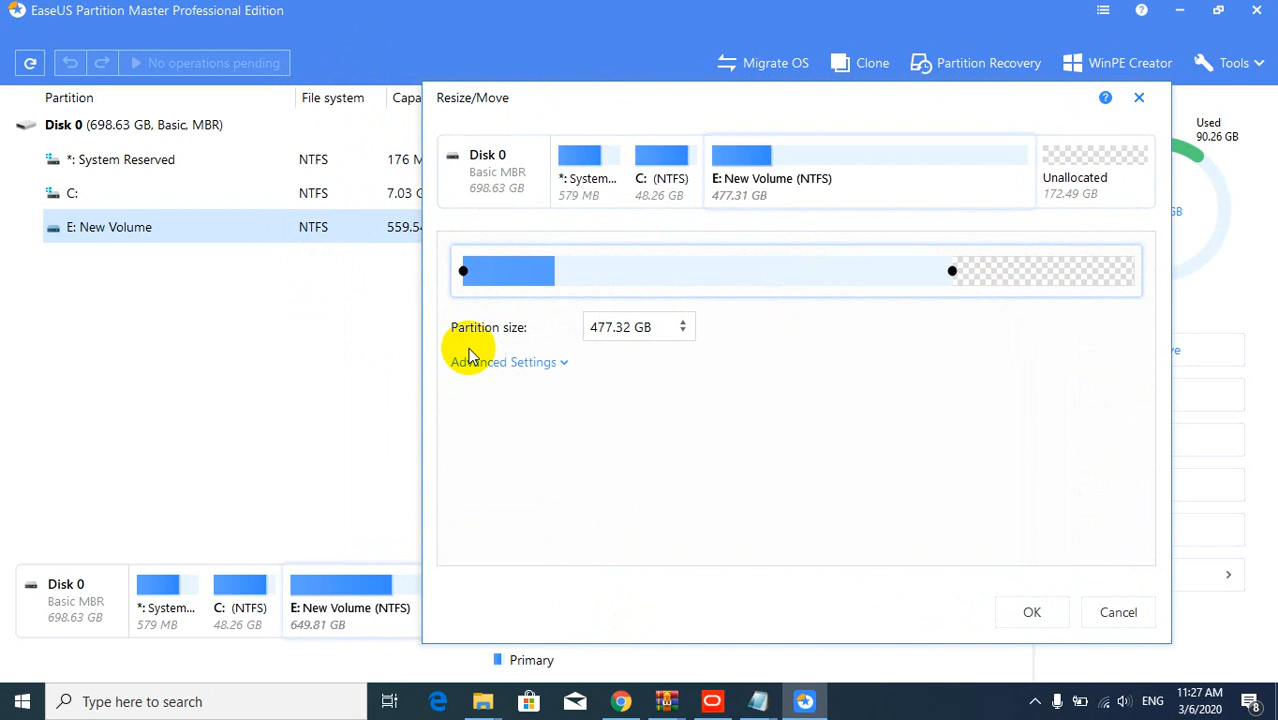 EaseUS Partition Master Professional Edition
No operations pending
Migrate OS Clone Partition Recovery WinPE Creator Tools
Partition File system Capa
Disk 0 (698.63 GB, Basic, MBR)
*: System Reserved NTFS 176 M
C: NTFS 7.03 G
E: New Volume NTFS 559.54
Resize/Move
Disk 0
Basic MBR
698.63 GB
*: System...
579 MB
C: (NTFS)
48.26 GB
E: New Volume (NTFS)
477.31 GB
Unallocated
172.49 GB
Partition size: 477.32 GB
Advanced Settings
OK Cancel
Used
90.26 GB
GB
ve
Disk 0
Basic MBR
698.63 GB
*: System...
579 MB
C: (NTFS)
48.26 GB
E: New Volume (NTFS)
649.81 GB
Primary
Type here to search
ENG
11:27 AM
3/6/2020
8